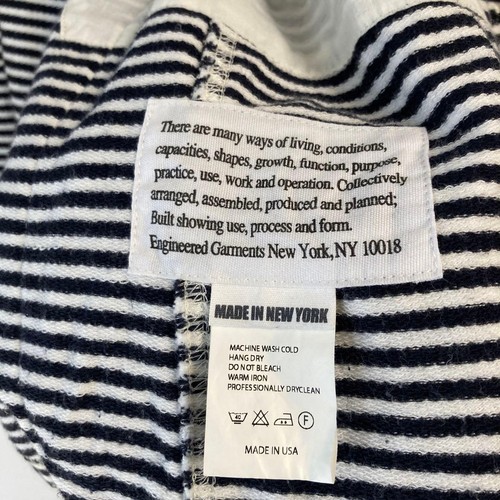 There are many ways of living, conditions,
capacities, shapes, growth, function, purpose,
practice, use, work and operation. Collectively
arranged, assembled, produced and planned;
Built showing use, process and form.
Engineered Garments New York, NY 10018
MADE IN NEW YORK
MACHINE WASH COLD
HANG DRY
DO NOT BLEACH
WARM IRON
PROFESSIONALLY DRYCLEAN
40 F
MADE IN USA